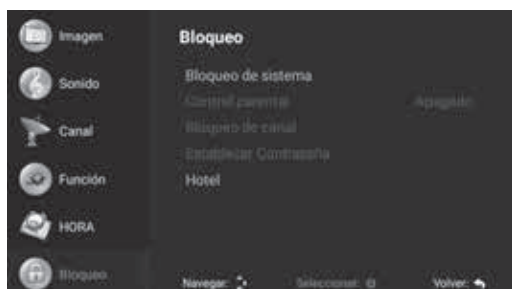 Imagen
Sonido
Canal
Función
HORA
Bloqueo
Bloqueo
Bloqueo de sistema
Control parental Apagado
Bloqueo de canal
Establecer Contraseña
Hotel
Navegar: Seleccionar: Volver: